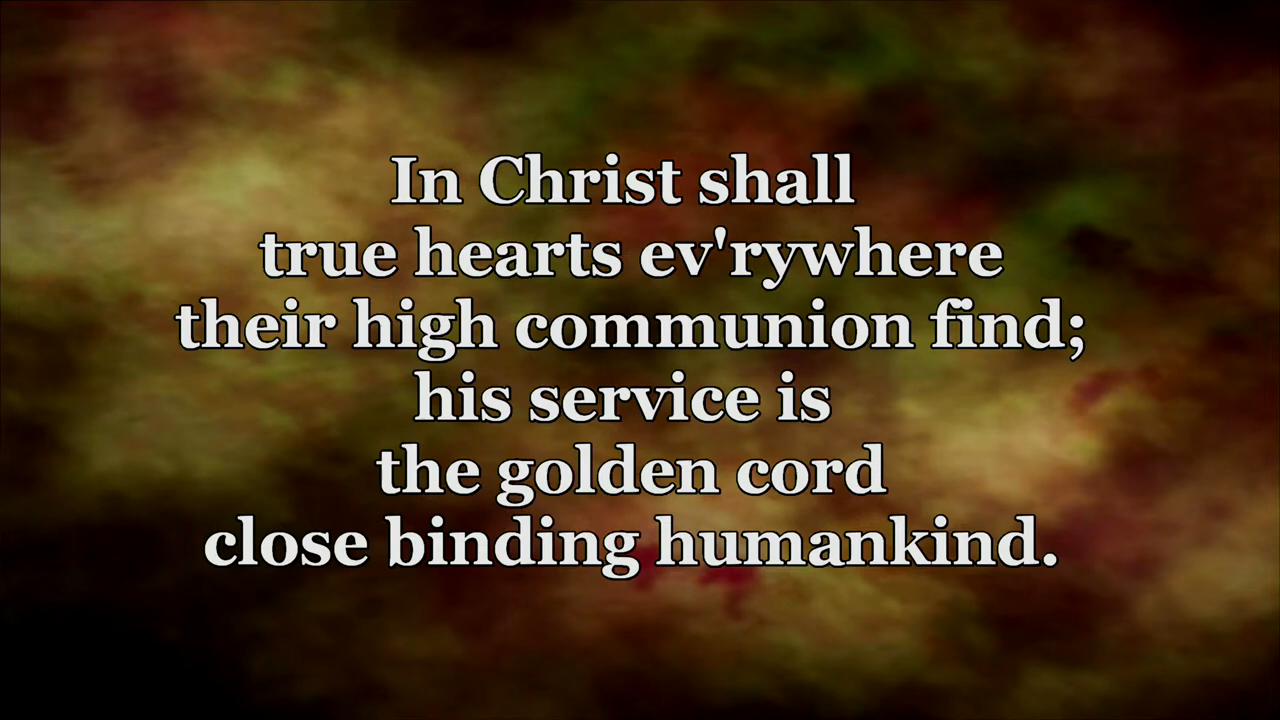 In Christ shall
true hearts ev'rywhere
their high communion find;
his service is
the golden cord
close binding humankind.